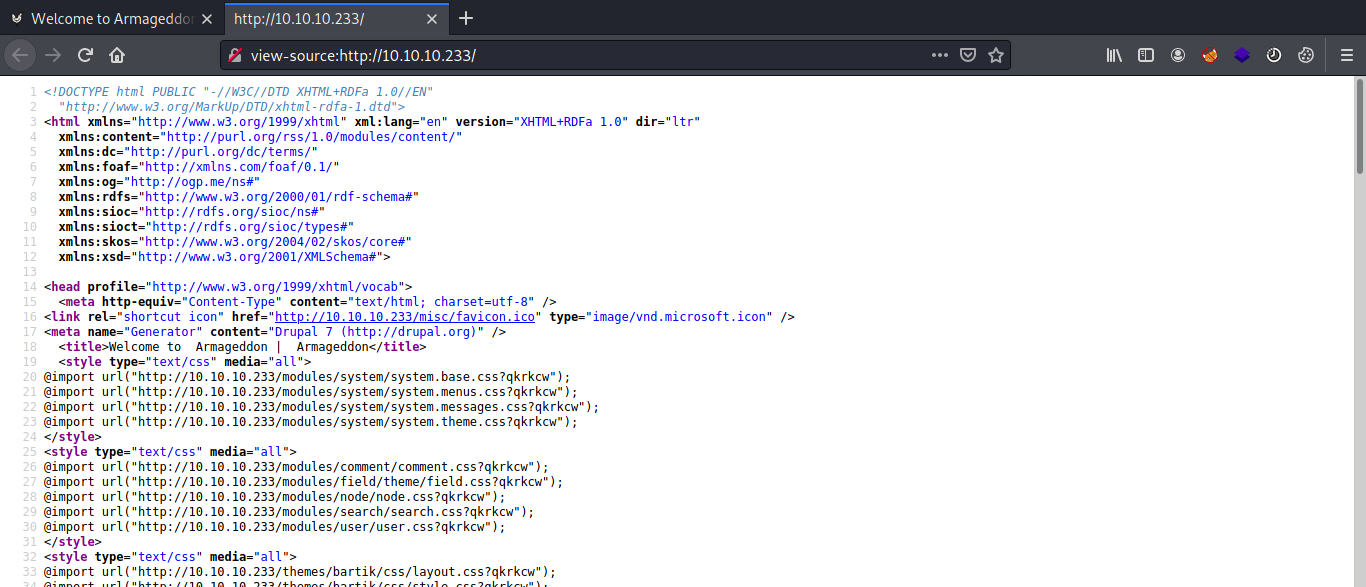 Welcome to Armageddon
http://10.10.10.233/
view-source:http://10.10.10.233/
1 <!DOCTYPE html PUBLIC "-//W3C//DTD XHTML+RDFa 1.0//EN"
2 "http://www.w3.org/MarkUp/DTD/xhtml-rdfa-1.dtd">
3 <html xmlns="http://www.w3.org/1999/xhtml" xml:lang="en" version="XHTML+RDFa 1.0" dir="ltr"
4 xmlns:content="http://purl.org/rss/1.0/modules/content/"
5 xmlns:dc="http://purl.org/dc/terms/"
6 xmlns:foaf="http://xmlns.com/foaf/0.1/"
7 xmlns:og="http://ogp.me/ns#"
8 xmlns:rdfs="http://www.w3.org/2000/01/rdf-schema#"
9 xmlns:sioc="http://rdfs.org/sioc/ns#"
10 xmlns:sioct="http://rdfs.org/sioc/types#"
11 xmlns:skos="http://www.w3.org/2004/02/skos/core#"
12 xmlns:xsd="http://www.w3.org/2001/XMLSchema#">
13
14 <head profile="http://www.w3.org/1999/xhtml/vocab">
15 <meta http-equiv="Content-Type" content="text/html; charset=utf-8" />
16 <link rel="shortcut icon" href="http://10.10.10.233/misc/favicon.ico" type="image/vnd.microsoft.icon" />
17 <meta name="Generator" content="Drupal 7 (http://drupal.org)" />
18 <title>Welcome to  Armageddon |  Armageddon</title>
19 <style type="text/css" media="all">
20 @import url("http://10.10.10.233/modules/system/system.base.css?qkrkcw");
21 @import url("http://10.10.10.233/modules/system/system.menus.css?qkrkcw");
22 @import url("http://10.10.10.233/modules/system/system.messages.css?qkrkcw");
23 @import url("http://10.10.10.233/modules/system/system.theme.css?qkrkcw");
24 </style>
25 <style type="text/css" media="all">
26 @import url("http://10.10.10.233/modules/comment/comment.css?qkrkcw");
27 @import url("http://10.10.10.233/modules/field/theme/field.css?qkrkcw");
28 @import url("http://10.10.10.233/modules/node/node.css?qkrkcw");
29 @import url("http://10.10.10.233/modules/search/search.css?qkrkcw");
30 @import url("http://10.10.10.233/modules/user/user.css?qkrkcw");
31 </style>
32 <style type="text/css" media="all">
33 @import url("http://10.10.10.233/themes/bartik/css/layout.css?qkrkcw");
34 @import url("http://10.10.10.233/themes/bartik/css/style.css?qkrkcw");